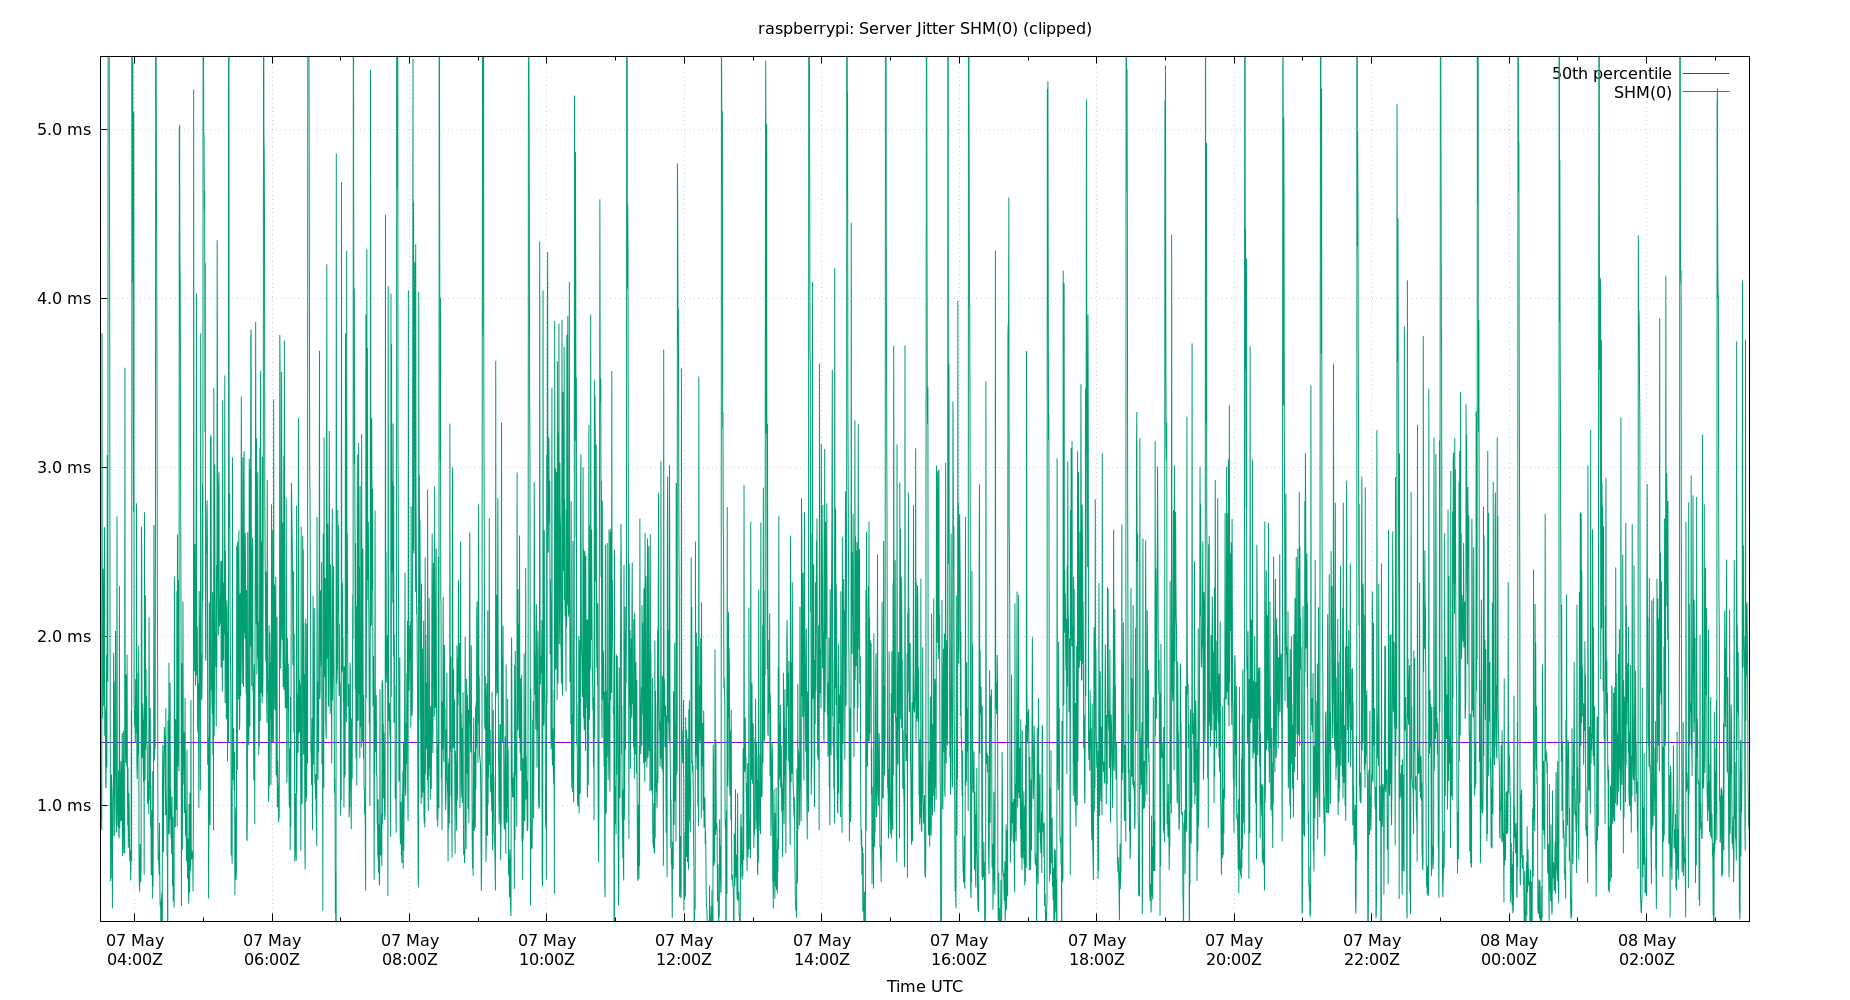 raspberrypi: Server Jitter SHM(0) (clipped)
50th percentile
SHM(0)
5.0 ms
4.0 ms
3.0 ms
2.0 ms
1.0 ms
07 May 07 May 07 May 07 May 07 May 07 May 07 May 07 May 07 May 07 May 08 May 08 May
04:00Z 06:00Z 08:00Z 10:00Z 12:00Z 14:00Z 16:00Z 18:00Z 20:00Z 22:00Z 00:00Z 02:00Z
Time UTC